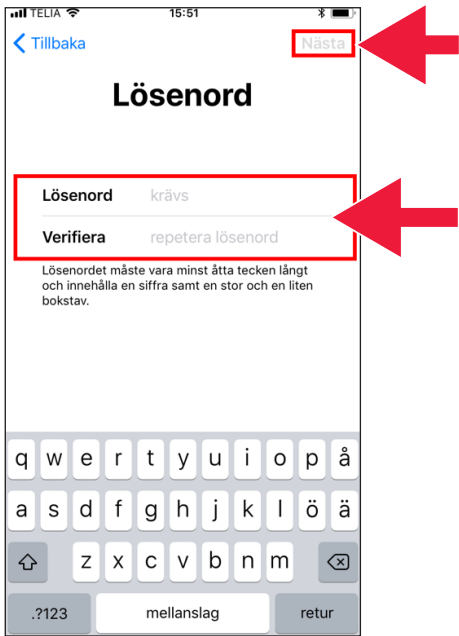 TELIA 15:51
Tillbaka Nästa
Lösenord
Lösenord krävs
Verifiera repetera lösenord
Lösenordet måste vara minst åtta tecken långt
och innehålla en siffra samt en stor och en liten
bokstav.
q w e r t y u i o p å
a s d f g h j k l ö ä
z x c v b n m
.?123 mellanslag retur